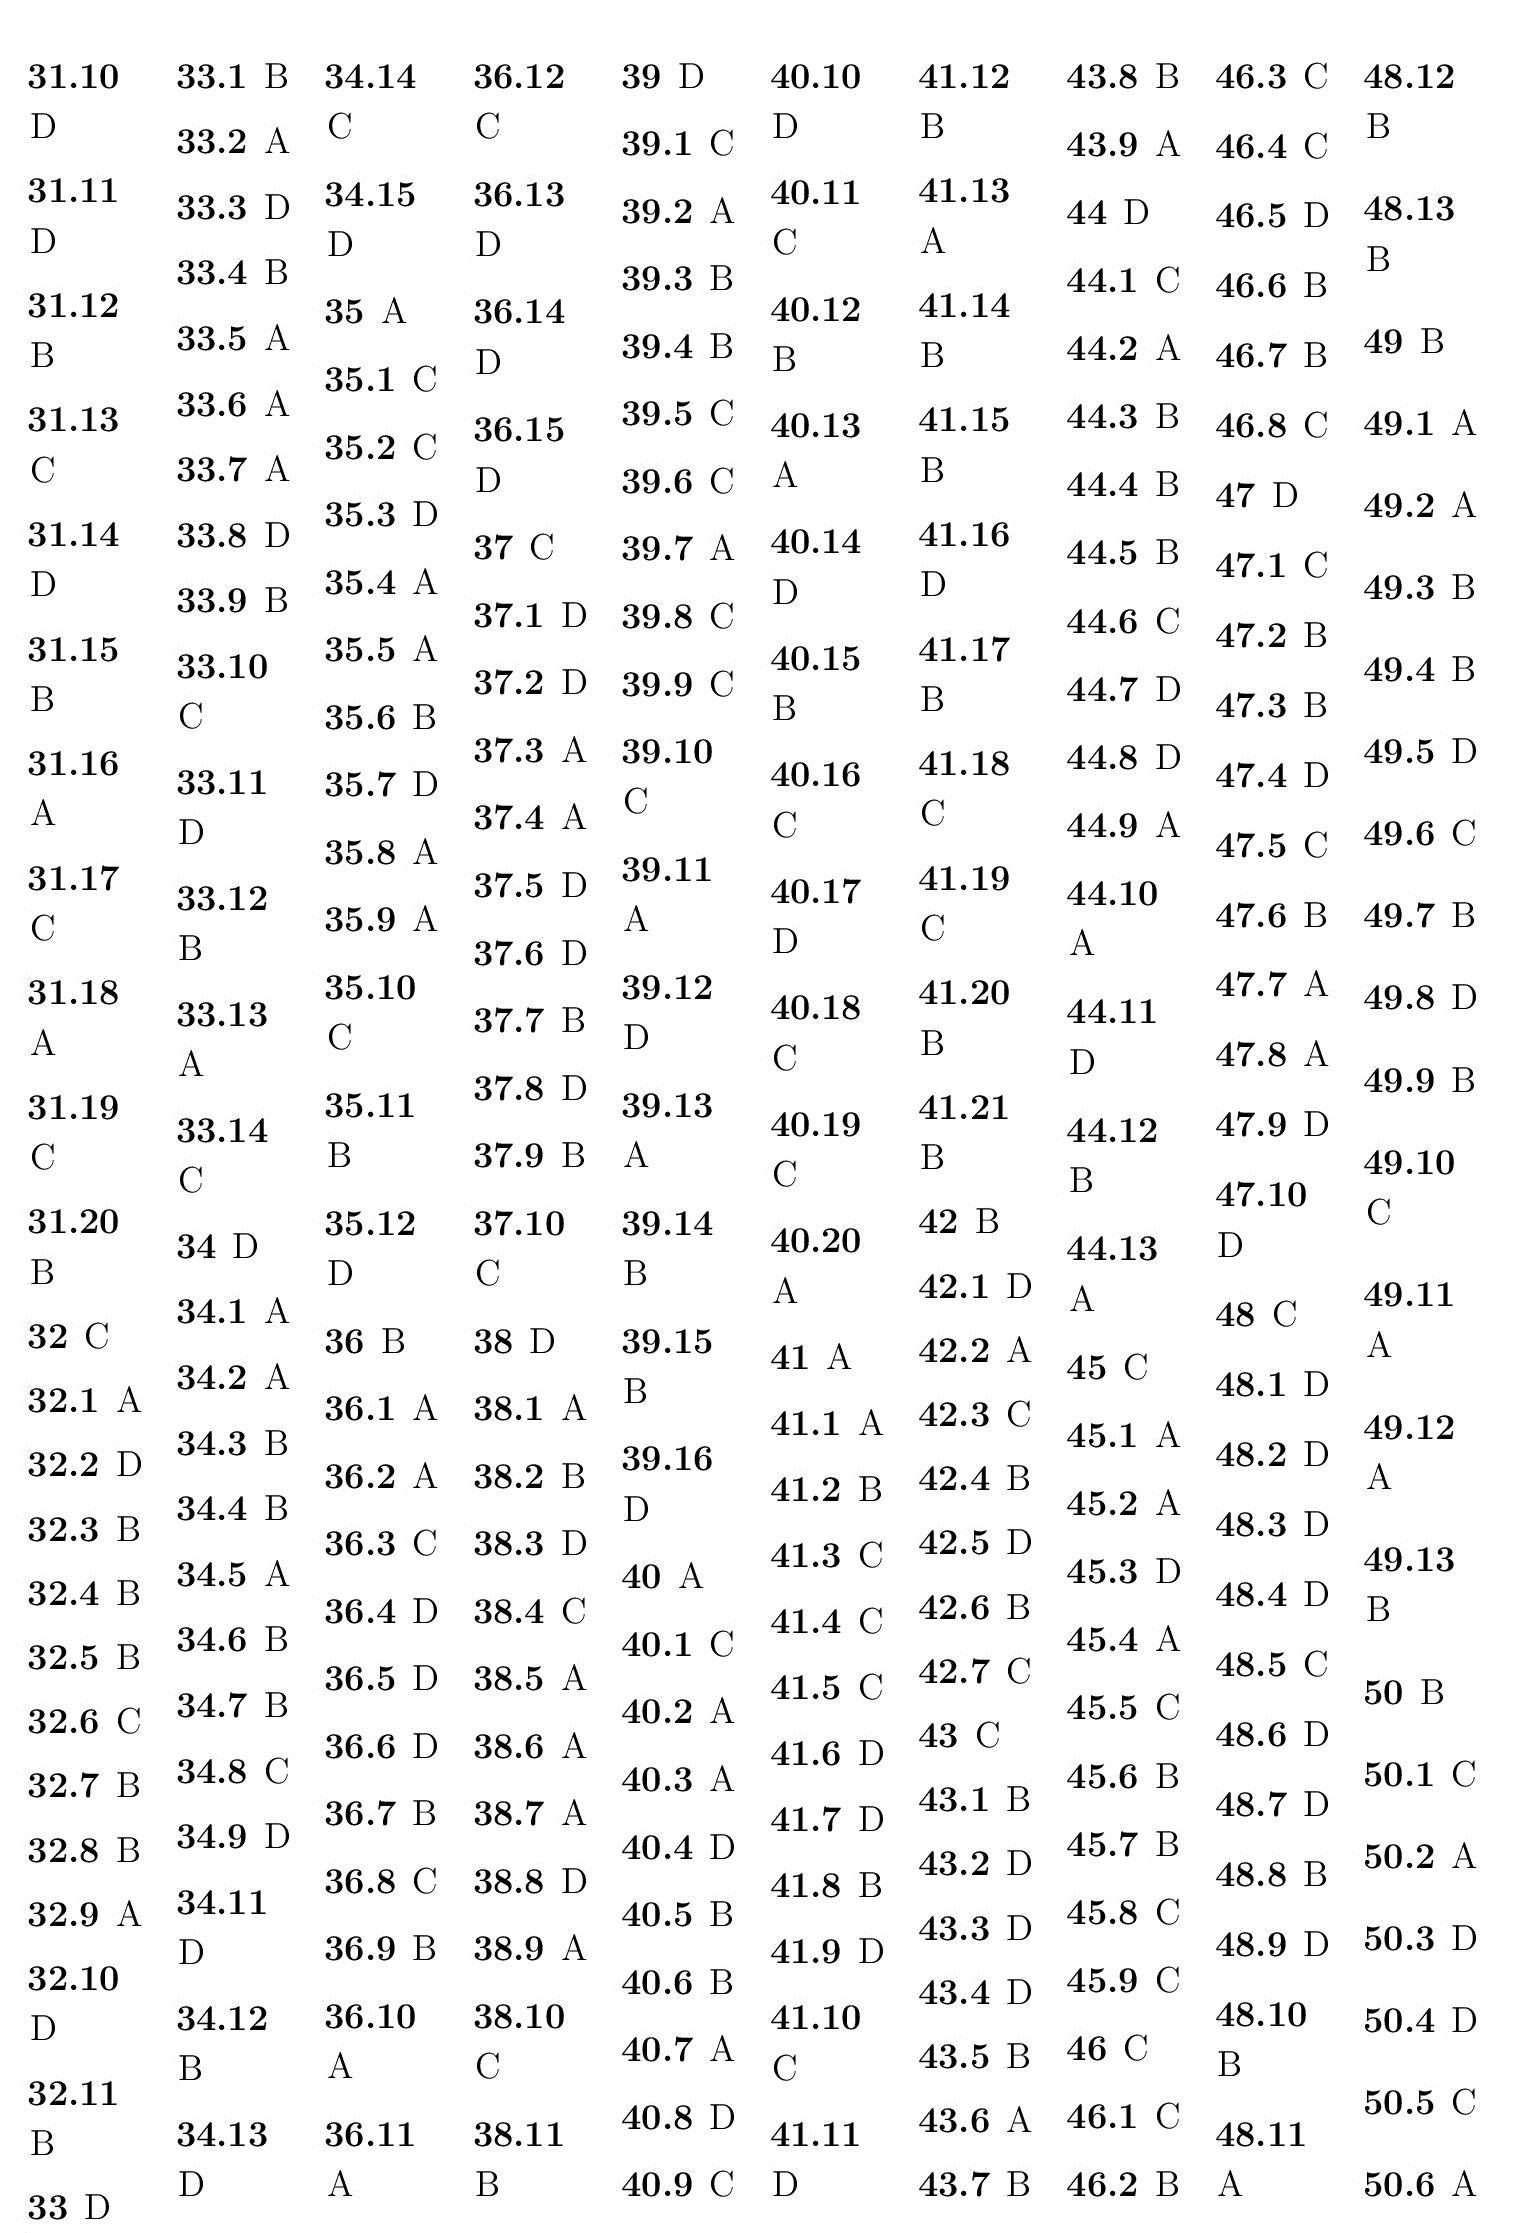 31.10
D
31.11
D
31.12
B
31.13
C
31.14
D
31.15
B
31.16
A
31.17
C
31.18
A
31.19
C
31.20
B
32 C
32.1 A
32.2 D
32.3 B
32.4 B
32.5 B
32.6 C
32.7 B
32.8 B
32.9 A
32.10
D
32.11
B
33 D
33.1 B
33.2 A
33.3 D
33.4 B
33.5 A
33.6 A
33.7 A
33.8 D
33.9 B
33.10
C
33.11
D
33.12
B
33.13
A
33.14
C
34 D
34.1 A
34.2 A
34.3 B
34.4 B
34.5 A
34.6 B
34.7 B
34.8 C
34.9 D
34.11
D
34.12
B
34.13
D
34.14
C
34.15
D
35 A
35.1 C
35.2 C
35.3 D
35.4 A
35.5 A
35.6 B
35.7 D
35.8 A
35.9 A
35.10
C
35.11
B
35.12
D
36 B
36.1 A
36.2 A
36.3 C
36.4 D
36.5 D
36.6 D
36.7 B
36.8 C
36.9 B
36.10
A
36.11
A
36.12
C
36.13
D
36.14
D
36.15
D
37 C
37.1 D
37.2 D
37.3 A
37.4 A
37.5 D
37.6 D
37.7 B
37.8 D
37.9 B
37.10
C
38 D
38.1 A
38.2 B
38.3 D
38.4 C
38.5 A
38.6 A
38.7 A
38.8 D
38.9 A
38.10
C
38.11
B
39 D
39.1 C
39.2 A
39.3 B
39.4 B
39.5 C
39.6 C
39.7 A
39.8 C
39.9 C
39.10
C
39.11
A
39.12
D
39.13
A
39.14
B
39.15
B
39.16
D
40 A
40.1 C
40.2 A
40.3 A
40.4 D
40.5 B
40.6 B
40.7 A
40.8 D
40.9 C
40.10
D
40.11
C
40.12
B
40.13
A
40.14
D
40.15
B
40.16
C
40.17
D
40.18
C
40.19
C
40.20
A
41 A
41.1 A
41.2 B
41.3 C
41.4 C
41.5 C
41.6 D
41.7 D
41.8 B
41.9 D
41.10
C
41.11
D
41.12
B
41.13
A
41.14
B
41.15
B
41.16
D
41.17
B
41.18
C
41.19
C
41.20
B
41.21
B
42 B
42.1 D
42.2 A
42.3 C
42.4 B
42.5 D
42.6 B
42.7 C
43 C
43.1 B
43.2 D
43.3 D
43.4 D
43.5 B
43.6 A
43.7 B
43.8 B
43.9 A
44 D
44.1 C
44.2 A
44.3 B
44.4 B
44.5 B
44.6 C
44.7 D
44.8 D
44.9 A
44.10
A
44.11
D
44.12
B
44.13
A
45 C
45.1 A
45.2 A
45.3 D
45.4 A
45.5 C
45.6 B
45.7 B
45.8 C
45.9 C
46 C
46.1 C
46.2 B
46.3 C
46.4 C
46.5 D
46.6 B
46.7 B
46.8 C
47 D
47.1 C
47.2 B
47.3 B
47.4 D
47.5 C
47.6 B
47.7 A
47.8 A
47.9 D
47.10
D
48 C
48.1 D
48.2 D
48.3 D
48.4 D
48.5 C
48.6 D
48.7 D
48.8 B
48.9 D
48.10
B
48.11
A
48.12
B
48.13
B
49 B
49.1 A
49.2 A
49.3 B
49.4 B
49.5 D
49.6 C
49.7 B
49.8 D
49.9 B
49.10
C
49.11
A
49.12
A
49.13
B
50 B
50.1 C
50.2 A
50.3 D
50.4 D
50.5 C
50.6 A